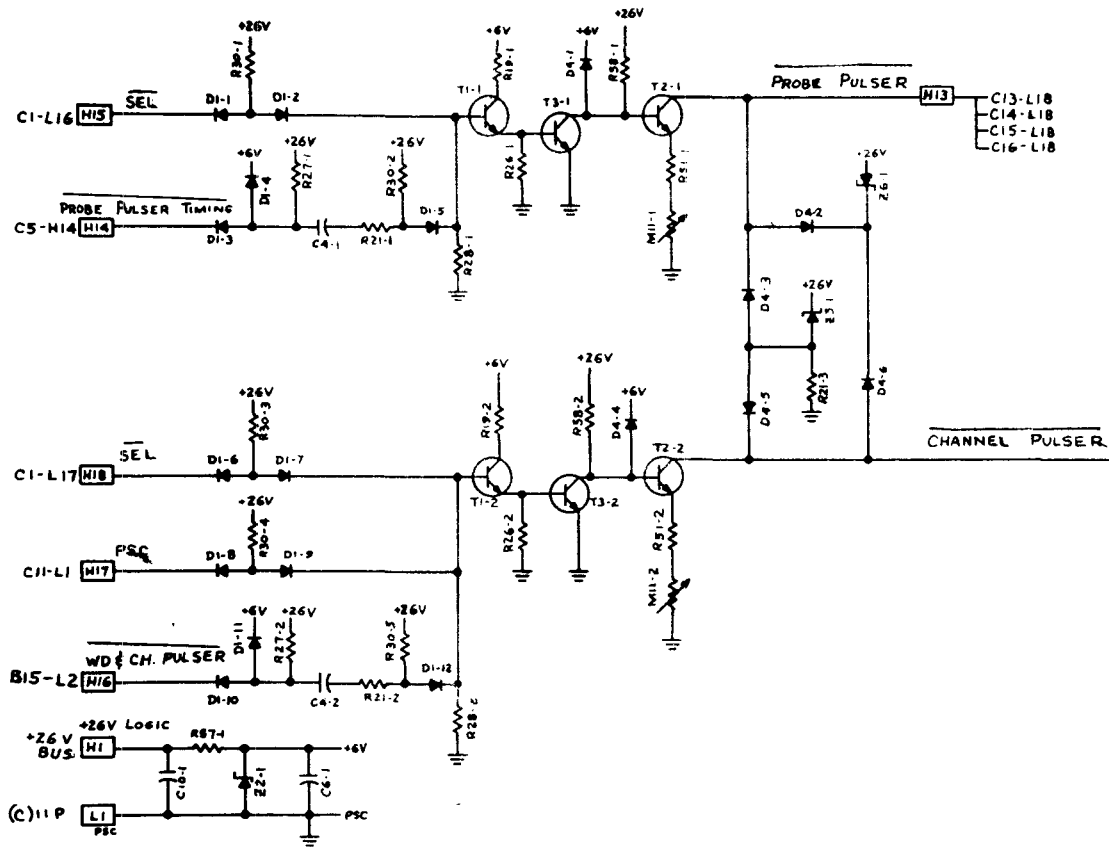 +26V
R30-1
D1-1
D1-2
SEL
C1-L16 H15
+6V
R19-1
T1-1
R26-1
T3-1
+6V
D4-1
+26V
R58-1
T2-1
R51-1
M11-1
PROBE PULSER
H13
C13-L18
C14-L18
C15-L18
C16-L18
+6V
D1-4
+26V
R27-1
+26V
R30-2
D1-5
PROBE PULSER TIMING
C5-H14 H14
D1-3
C4-1
R21-1
R28-1
+26V
Z6-1
D4-2
D4-3
+26V
Z3-1
R21-3
D4-5
D4-6
CHANNEL PULSER
+26V
R30-3
SEL
C1-L17 H18
D1-6
D1-7
+6V
R19-2
T1-2
R26-2
T3-2
+26V
R58-2
+6V
D4-4
T2-2
R51-2
M11-2
+26V
R30-4
PSC
C11-L1 H17
D1-8
D1-9
+6V
D1-11
+26V
R27-2
+26V
R30-5
D1-12
WD & CH. PULSER
B15-L2 H16
D1-10
C4-2
R21-2
R28-2
+26V LOGIC
+26V BUS H1
R57-1
+6V
C10-1
Z2-1
C6-1
(C)11P L1
PSC
PSC